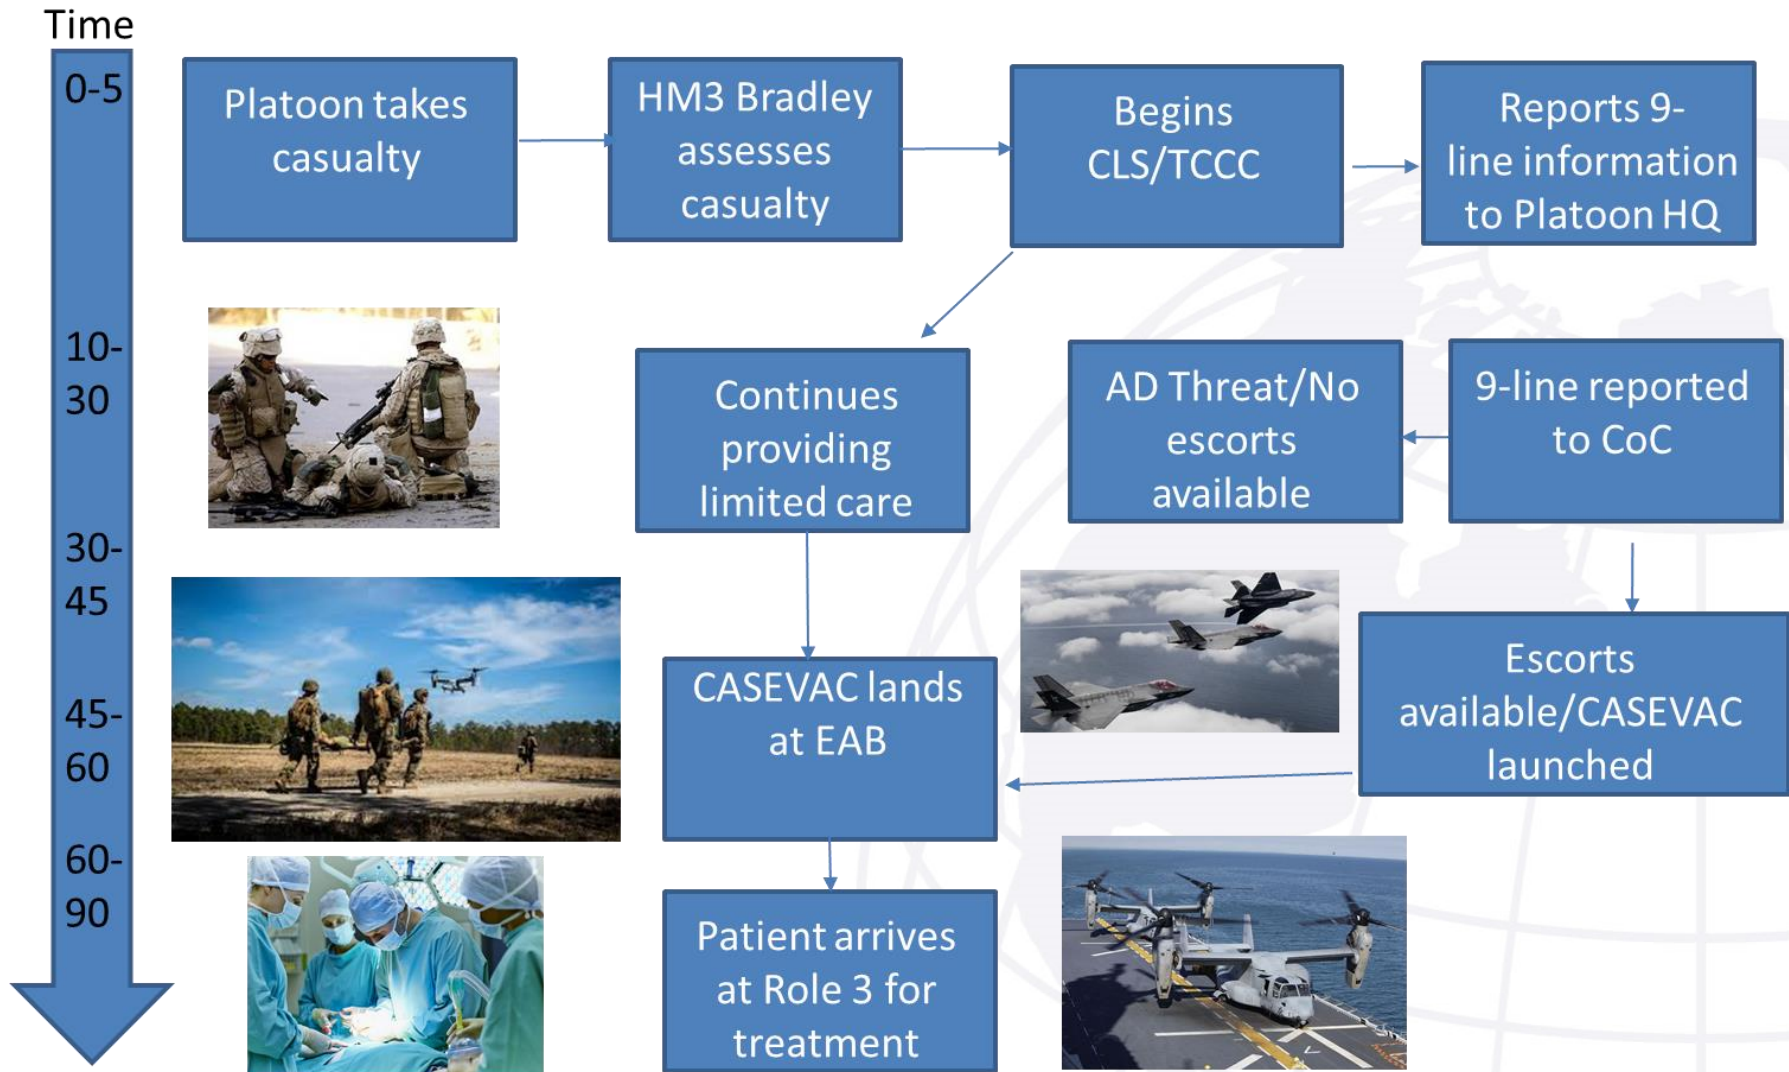 Time
0-5
Platoon takes
casualty
HM3 Bradley
assesses
casualty
Begins
CLS/TCCC
Reports 9-
line information
to Platoon HQ
10-
30
Continues
providing
limited care
AD Threat/No
escorts
available
9-line reported
to CoC
30-
45
CASEVAC lands
at EAB
Escorts
available/CASEVAC
launched
45-
60
60-
90
Patient arrives
at Role 3 for
treatment